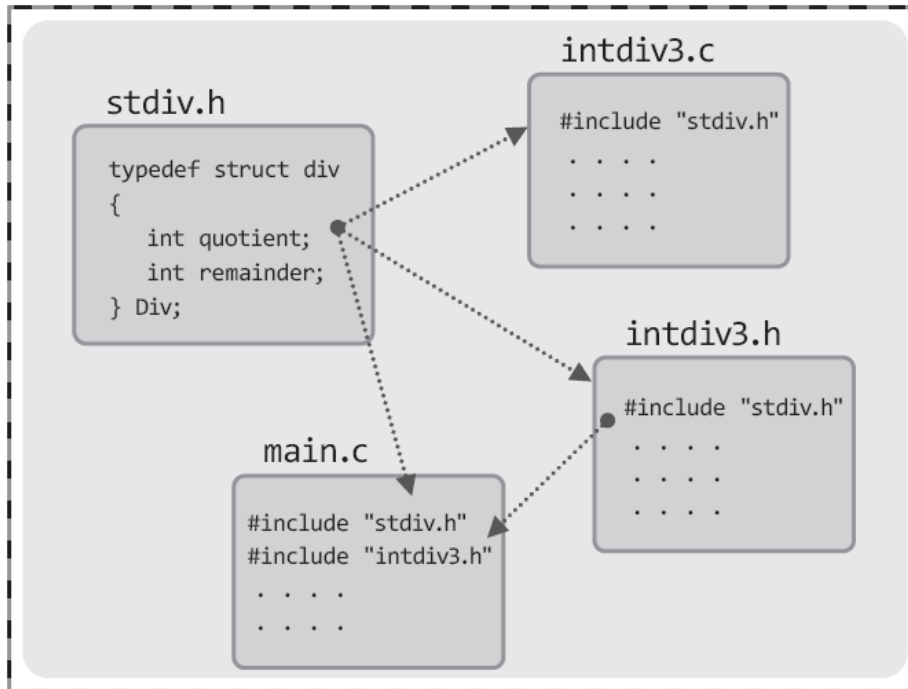 stdiv.h
typedef struct div
{
int quotient;
int remainder;
} Div;
intdiv3.c
#include "stdiv.h"
. . . .
. . . .
. . . .
intdiv3.h
#include "stdiv.h"
. . . .
. . . .
. . . .
main.c
#include "stdiv.h"
#include "intdiv3.h"
. . . .
. . . .